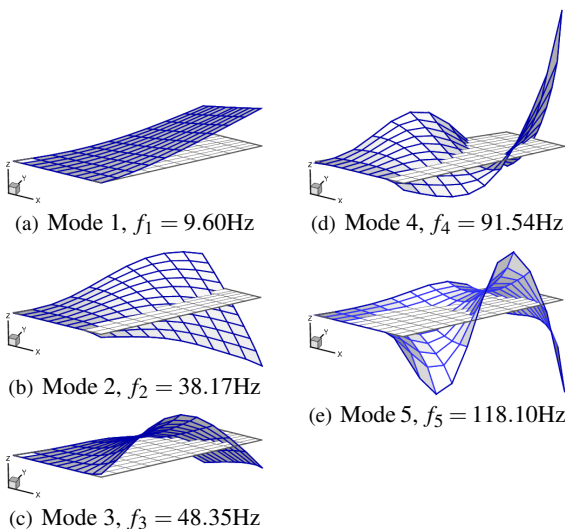 Z
Y
X
(a) Mode 1, f₁ = 9.60Hz
Z
Y
X
(b) Mode 2, f₂ = 38.17Hz
Z
Y
X
(c) Mode 3, f₃ = 48.35Hz
Z
Y
X
(d) Mode 4, f₄ = 91.54Hz
Z
Y
X
(e) Mode 5, f₅ = 118.10Hz